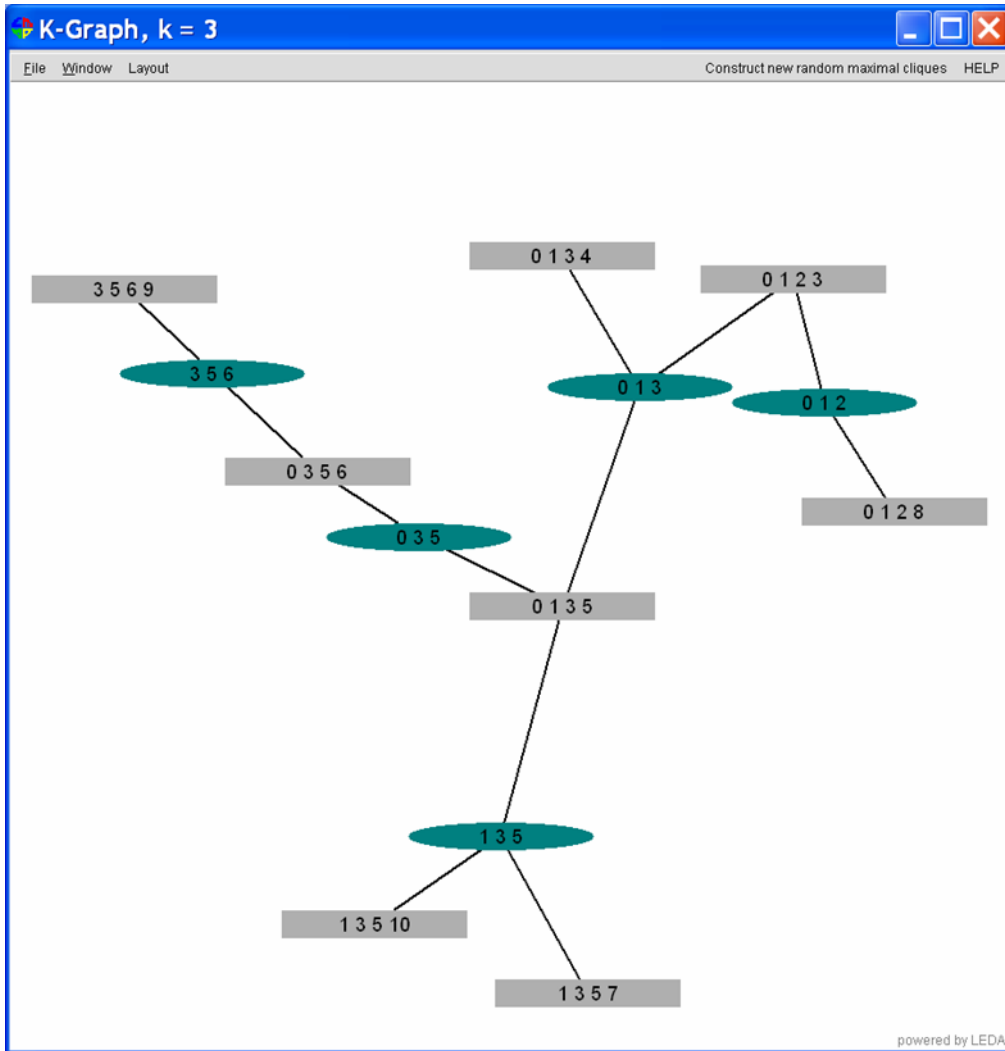 K-Graph, k = 3
File Window Layout Construct new random maximal cliques HELP
0 1 3 4
0 1 2 3
3 5 6 9
3 5 6
0 1 3
0 1 2
0 3 5 6
0 1 2 8
0 3 5
0 1 3 5
1 3 5
1 3 5 10
1 3 5 7
powered by LEDA